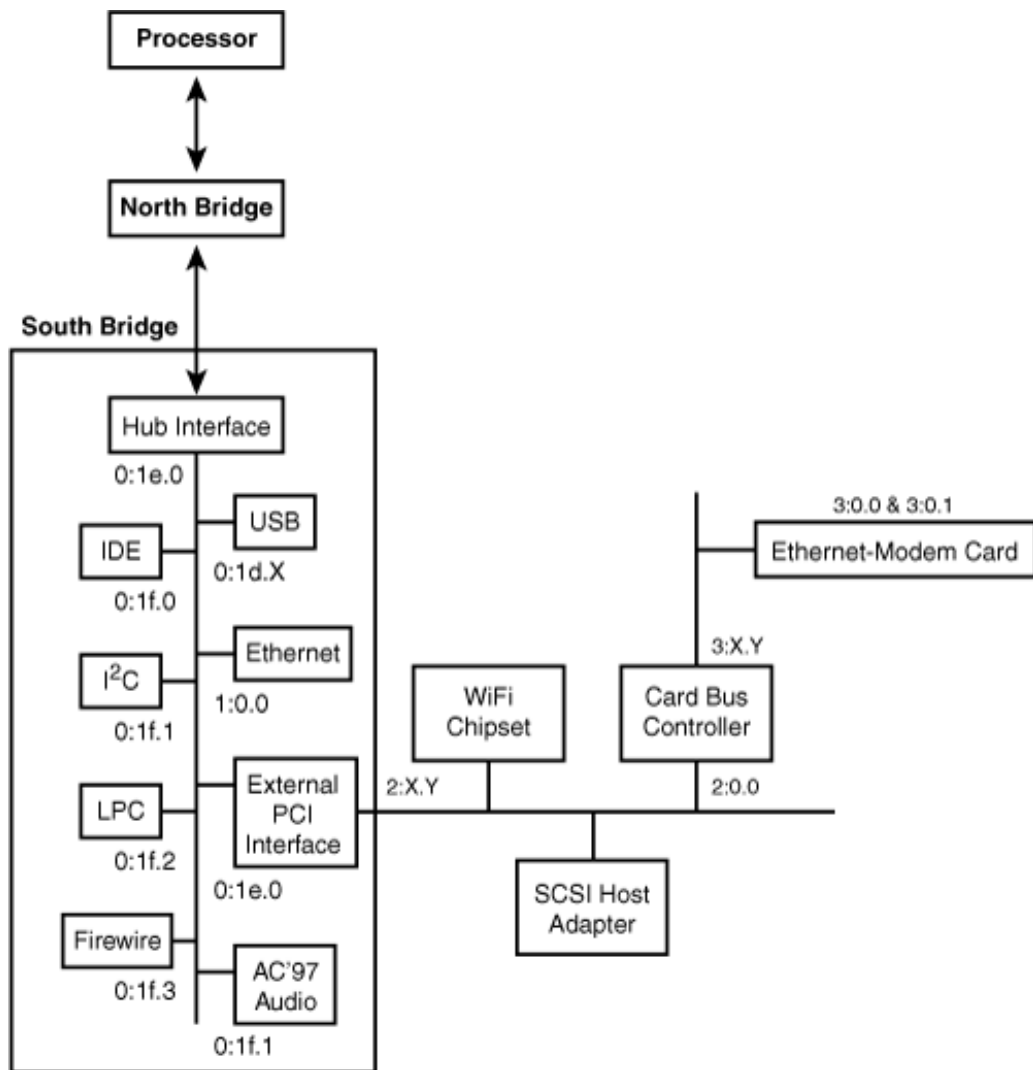 Processor
North Bridge
South Bridge
Hub Interface
0:1e.0
USB
IDE
0:1d.X
0:1f.0
Ethernet
I²C
1:0.0
0:1f.1
External
PCI
Interface
LPC
0:1f.2
0:1e.0
Firewire
AC'97
Audio
0:1f.3
0:1f.1
2:X.Y
WiFi
Chipset
SCSI Host
Adapter
3:0.0 & 3:0.1
Ethernet-Modem Card
3:X.Y
Card Bus
Controller
2:0.0